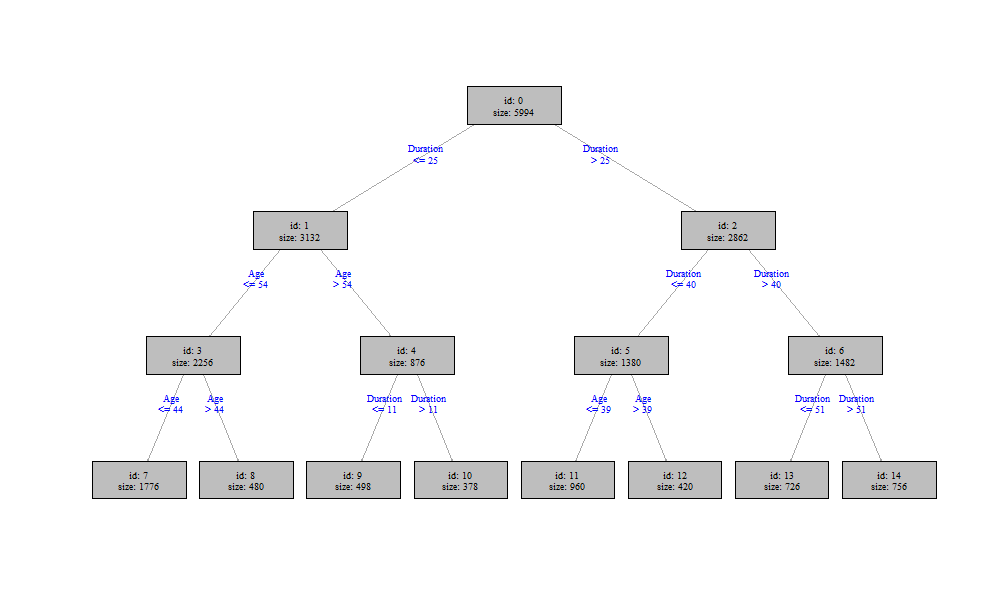 id: 0
size: 5994
Duration
<= 25
Duration
> 25
id: 1
size: 3132
id: 2
size: 2862
Age
<= 54
Age
> 54
Duration
<= 40
Duration
> 40
id: 3
size: 2256
id: 4
size: 876
id: 5
size: 1380
id: 6
size: 1482
Age
<= 44
Age
> 44
Duration
<= 11
Duration
> 11
Age
<= 39
Age
> 39
Duration
<= 51
Duration
> 51
id: 7
size: 1776
id: 8
size: 480
id: 9
size: 498
id: 10
size: 378
id: 11
size: 960
id: 12
size: 420
id: 13
size: 726
id: 14
size: 756